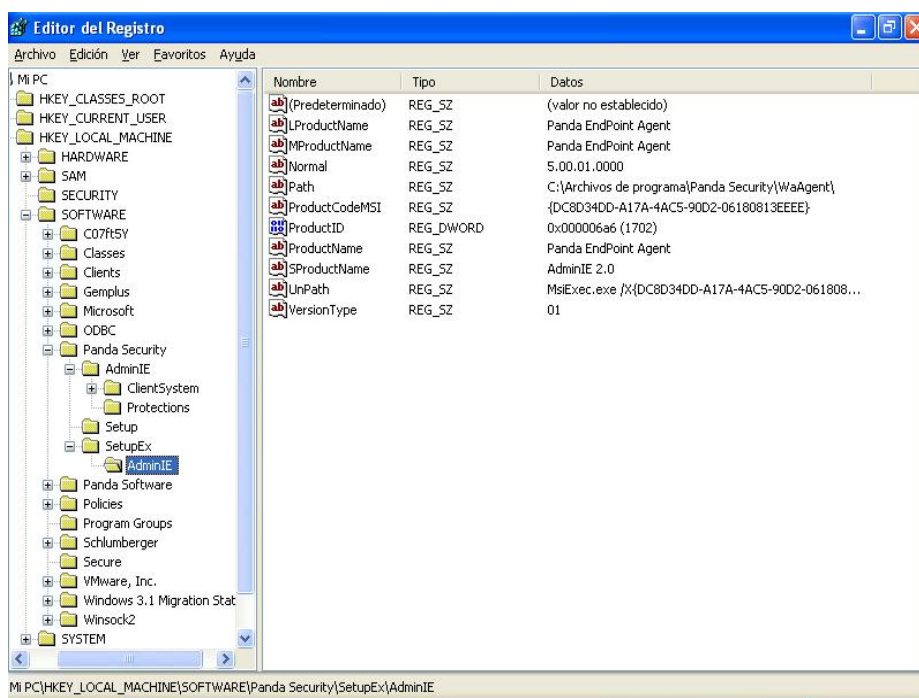 Editor del Registro
Archivo Edición Ver Favoritos Ayuda
Mi PC
HKEY_CLASSES_ROOT
HKEY_CURRENT_USER
HKEY_LOCAL_MACHINE
HARDWARE
SAM
SECURITY
SOFTWARE
C07ft5Y
Classes
Clients
Gemplus
Microsoft
ODBC
Panda Security
AdminIE
ClientSystem
Protections
Setup
SetupEx
AdminIE
Panda Software
Policies
Program Groups
Schlumberger
Secure
VMware, Inc.
Windows 3.1 Migration Stat
Winsock2
SYSTEM
Nombre Tipo Datos
(Predeterminado) REG_SZ (valor no establecido)
LProductName REG_SZ Panda EndPoint Agent
MProductName REG_SZ Panda EndPoint Agent
Normal REG_SZ 5.00.01.0000
Path REG_SZ C:\Archivos de programa\Panda Security\WaAgent\
ProductCodeMSI REG_SZ {DC8D34DD-A17A-4AC5-90D2-06180813EEEE}
ProductID REG_DWORD 0x000006a6 (1702)
ProductName REG_SZ Panda EndPoint Agent
SProductName REG_SZ AdminIE 2.0
UnPath REG_SZ MsiExec.exe /X{DC8D34DD-A17A-4AC5-90D2-061808...
VersionType REG_SZ 01
Mi PC\HKEY_LOCAL_MACHINE\SOFTWARE\Panda Security\SetupEx\AdminIE